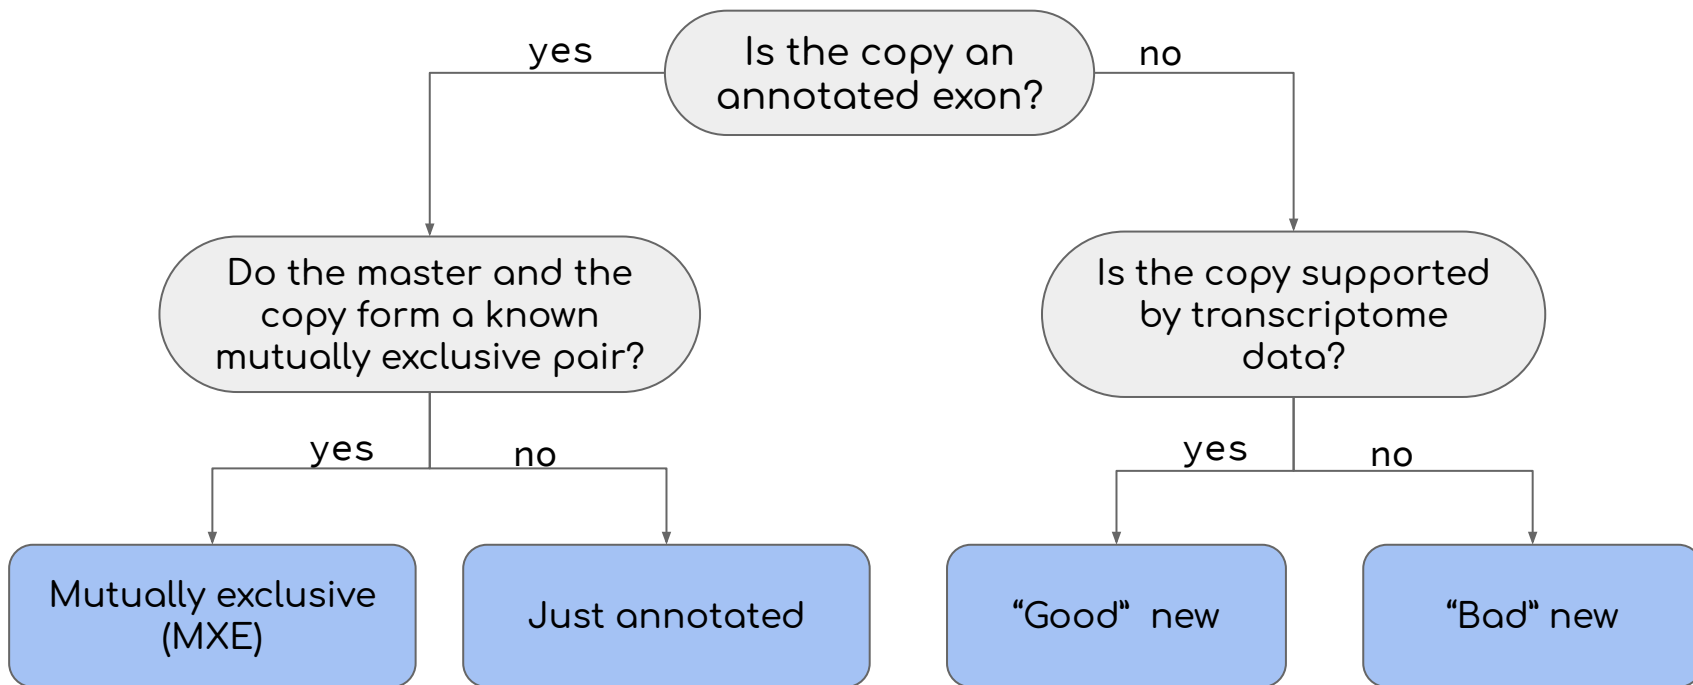 Is the copy an
annotated exon?
yes
no
Do the master and the
copy form a known
mutually exclusive pair?
Is the copy supported
by transcriptome
data?
yes
no
yes
no
Mutually exclusive
(MXE)
Just annotated
“Good” new
“Bad” new